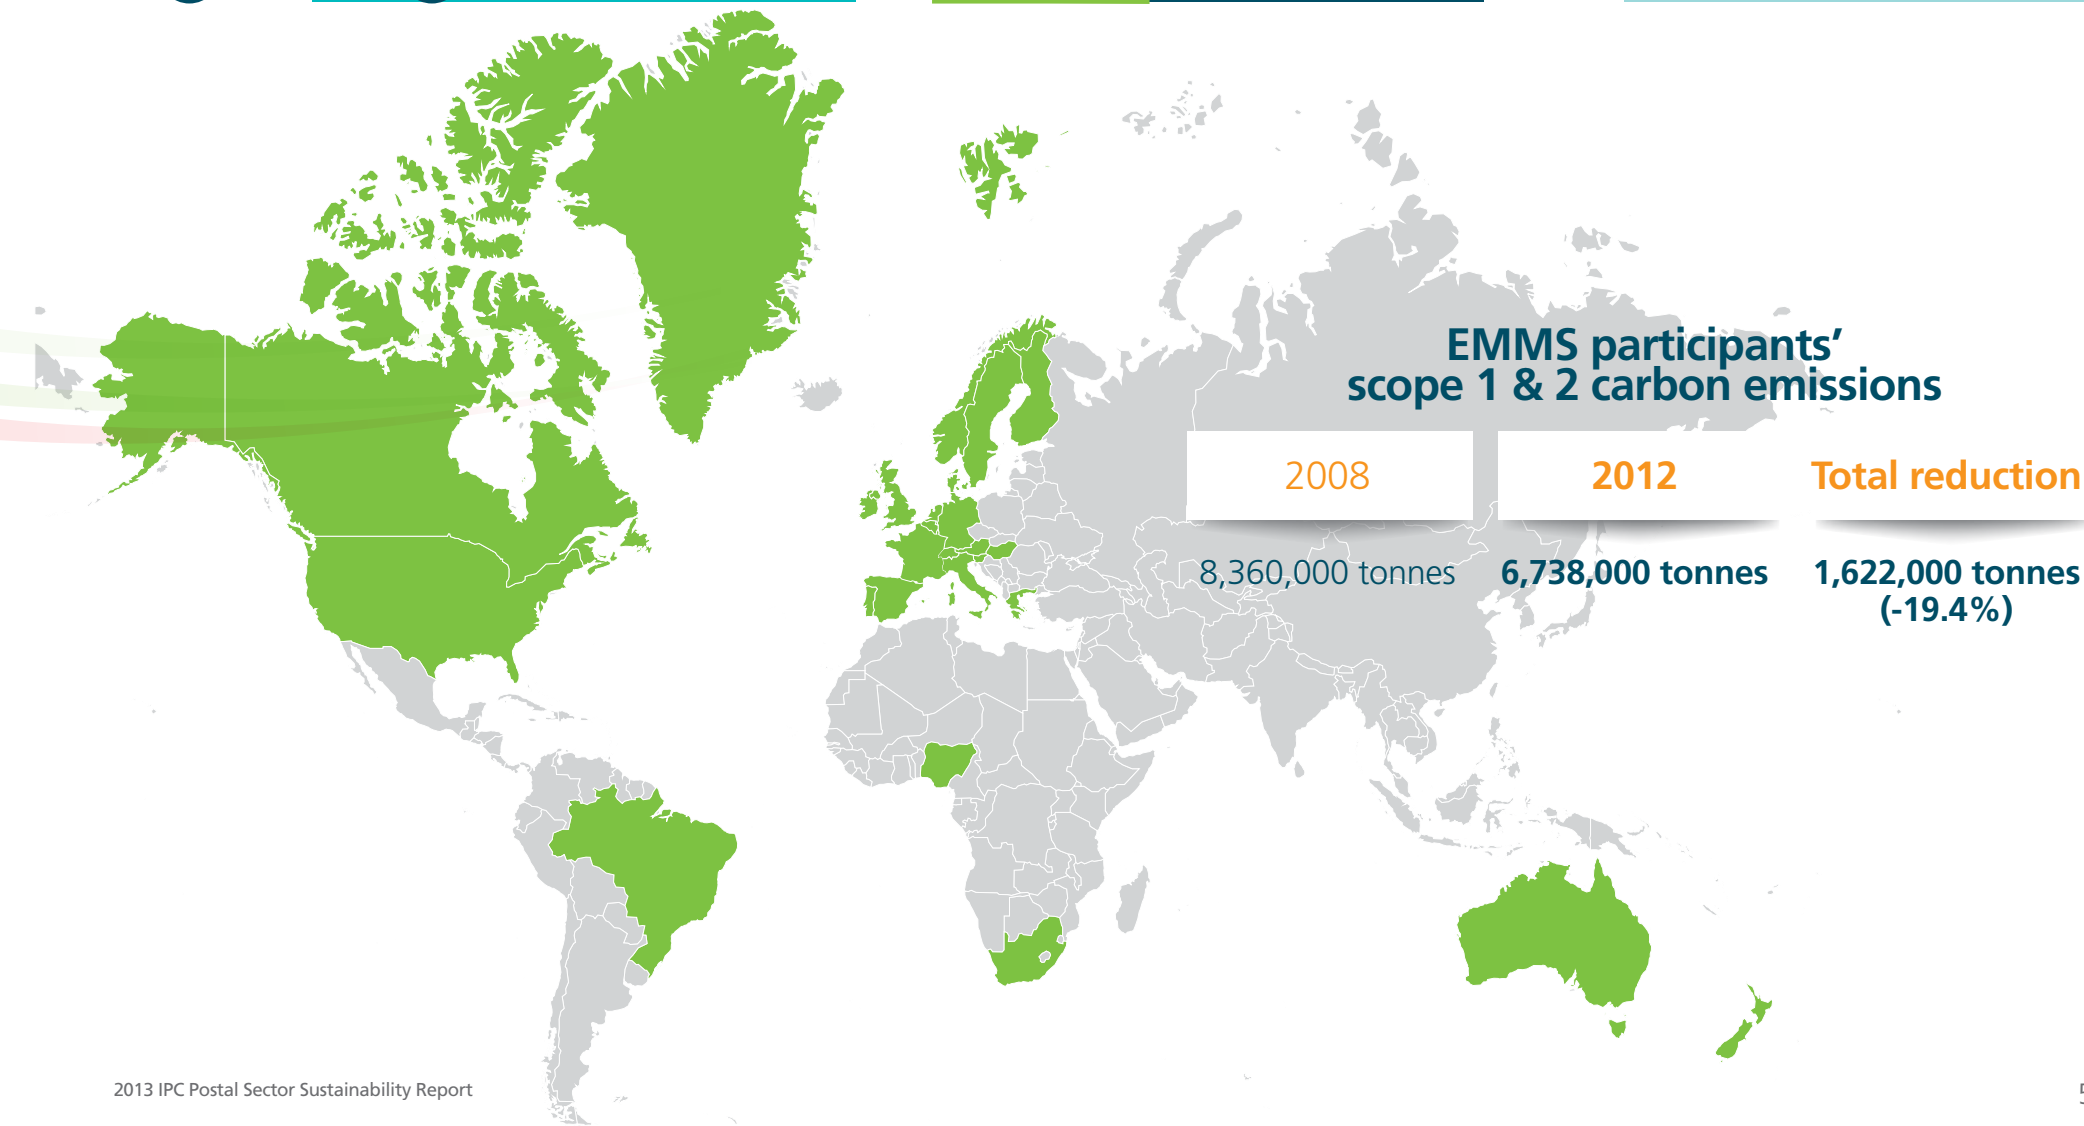 EMMS participants’
scope 1 & 2 carbon emissions
2008
2012
Total reduction
8,360,000 tonnes
6,738,000 tonnes
1,622,000 tonnes
(-19.4%)
2013 IPC Postal Sector Sustainability Report